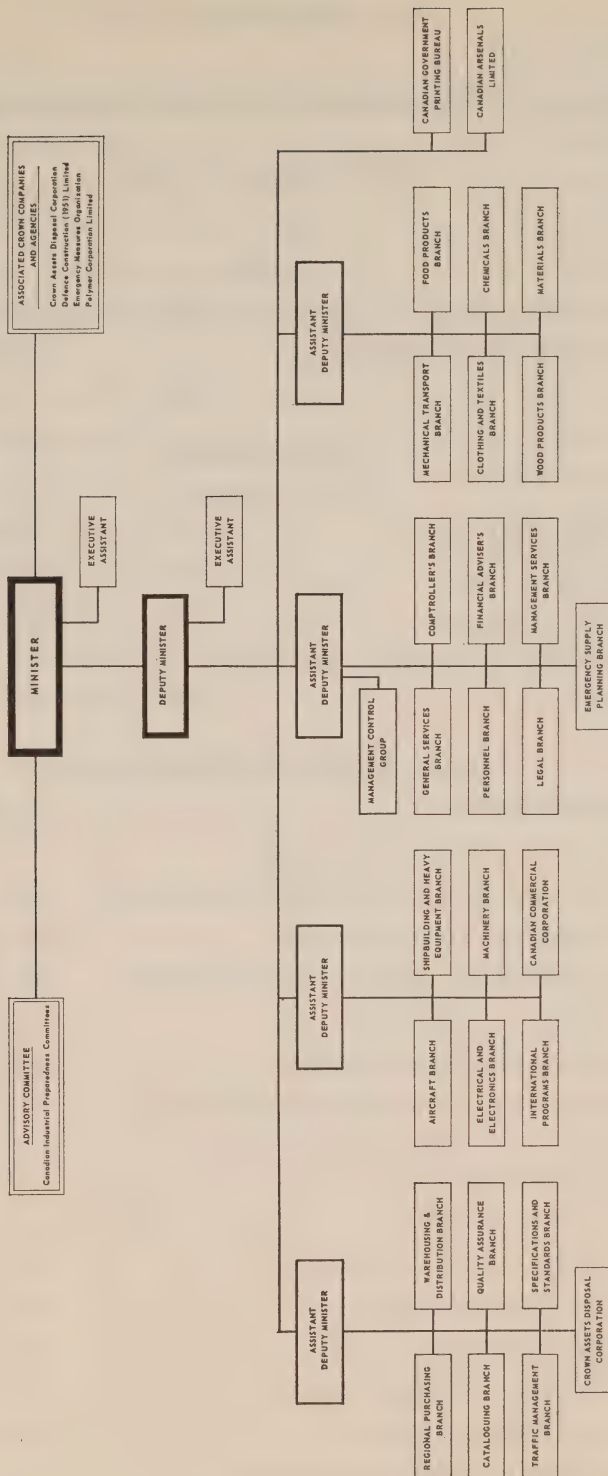 MINISTER
ADVISORY COMMITTEE
Canadian Industrial Preparedness Committees
ASSOCIATED CROWN COMPANIES
AND AGENCIES
Crown Assets Disposal Corporation
Defence Construction (1951) Limited
Emergency Measures Organization
Polymer Corporation Limited
EXECUTIVE
ASSISTANT
DEPUTY MINISTER
EXECUTIVE
ASSISTANT
ASSISTANT
DEPUTY MINISTER
REGIONAL PURCHASING
BRANCH
WAREHOUSING &
DISTRIBUTION BRANCH
CATALOGUING BRANCH
QUALITY ASSURANCE
BRANCH
TRAFFIC MANAGEMENT
BRANCH
SPECIFICATIONS AND
STANDARDS BRANCH
CROWN ASSETS DISPOSAL
CORPORATION
ASSISTANT
DEPUTY MINISTER
AIRCRAFT BRANCH
SHIPBUILDING AND HEAVY
EQUIPMENT BRANCH
ELECTRICAL AND
ELECTRONICS BRANCH
MACHINERY BRANCH
INTERNATIONAL
PROGRAMS BRANCH
CANADIAN COMMERCIAL
CORPORATION
ASSISTANT
DEPUTY MINISTER
MANAGEMENT CONTROL
GROUP
GENERAL SERVICES
BRANCH
COMPTROLLER'S BRANCH
PERSONNEL BRANCH
FINANCIAL ADVISER'S
BRANCH
LEGAL BRANCH
MANAGEMENT SERVICES
BRANCH
EMERGENCY SUPPLY
PLANNING BRANCH
ASSISTANT
DEPUTY MINISTER
MECHANICAL TRANSPORT
BRANCH
FOOD PRODUCTS
BRANCH
CLOTHING AND TEXTILES
BRANCH
CHEMICALS BRANCH
WOOD PRODUCTS BRANCH
MATERIALS BRANCH
CANADIAN GOVERNMENT
PRINTING BUREAU
CANADIAN ARSENALS
LIMITED